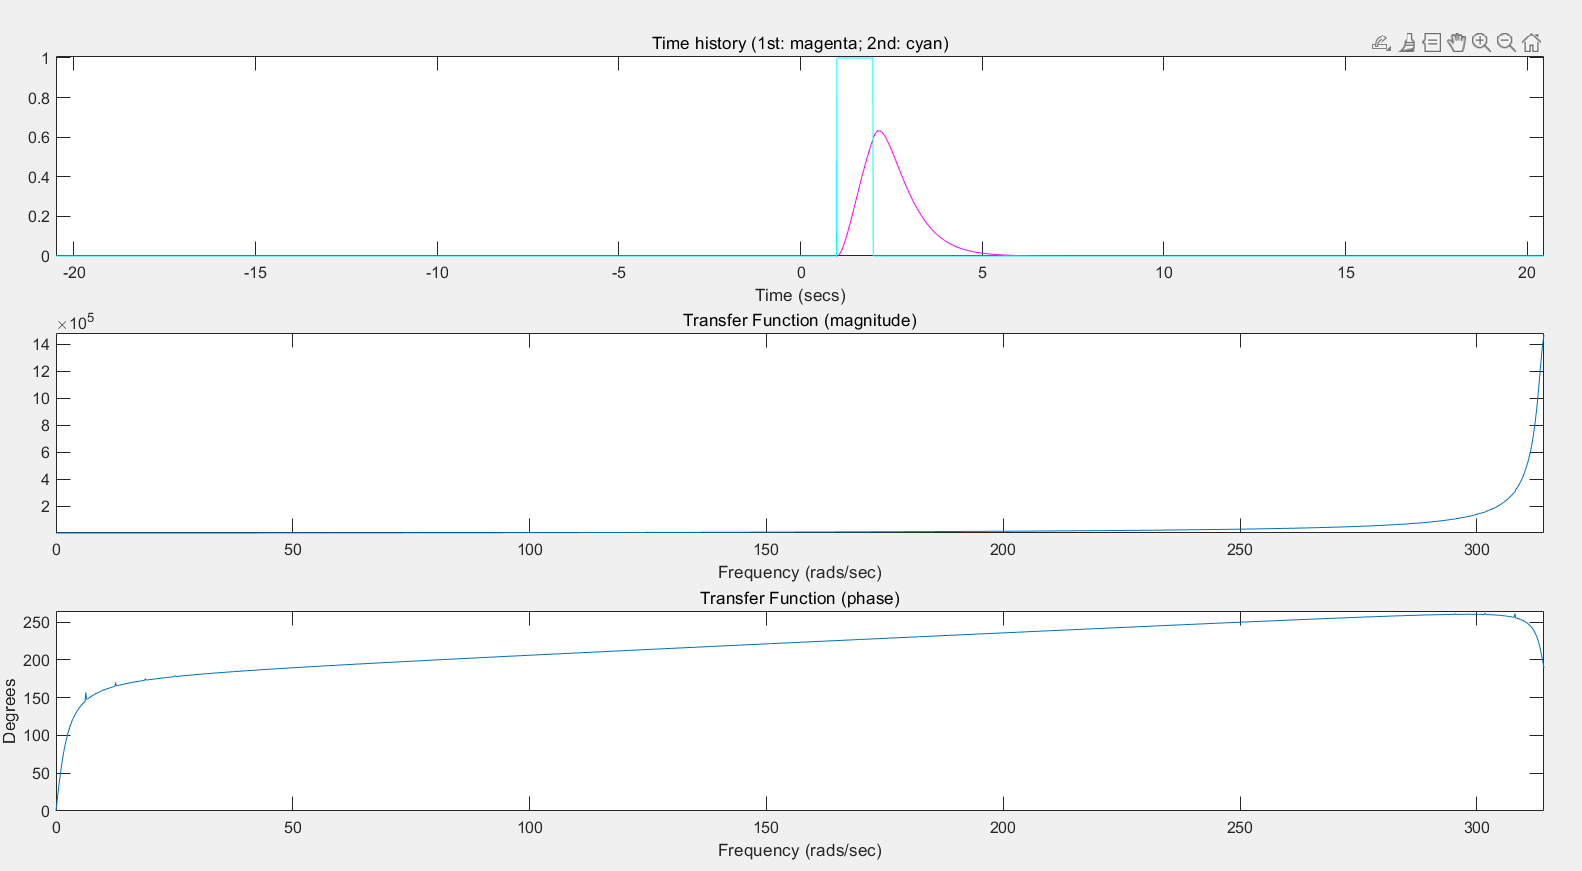 Time history (1st: magenta; 2nd: cyan)
1
0.8
0.6
0.4
0.2
0
-20 -15 -10 -5 0 5 10 15 20
Time (secs)
×10^5
Transfer Function (magnitude)
14
12
10
8
6
4
2
0 50 100 150 200 250 300
Frequency (rads/sec)
Transfer Function (phase)
Degrees
250
200
150
100
50
0
0 50 100 150 200 250 300
Frequency (rads/sec)